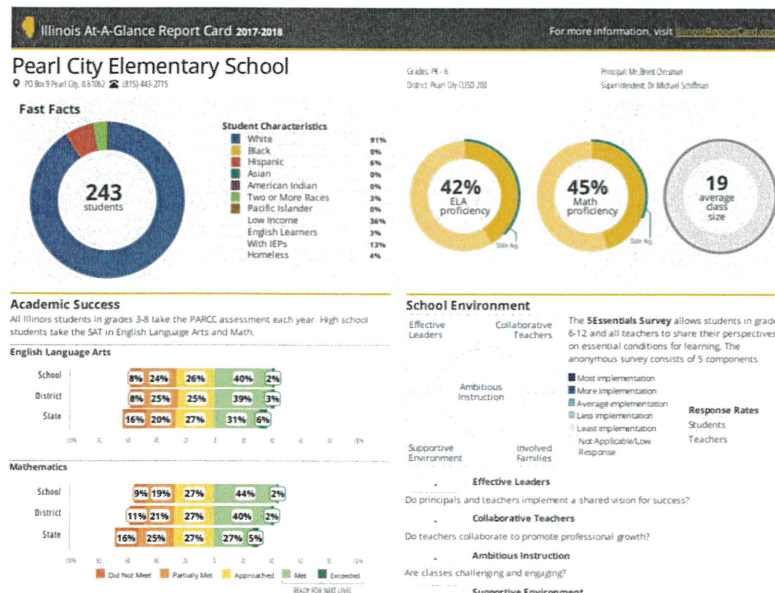 Illinois At-A-Glance Report Card 2017-2018
For more information, visit IllinoisReportCard.com
Pearl City Elementary School
PO Box 9 Pearl City, IL 61062 (815) 443-2715
Grades: PK - 6
District: Pearl City CUSD 200
Principal: Mr. Brent Chrisman
Superintendent: Dr. Michael Schiffman
Fast Facts
243
students
Student Characteristics
White 91%
Black 0%
Hispanic 6%
Asian 0%
American Indian 0%
Two or More Races 3%
Pacific Islander 0%
Low Income 36%
English Learners 3%
With IEPs 13%
Homeless 4%
42%
ELA
proficiency
State Avg.
45%
Math
proficiency
State Avg.
19
average
class
size
Academic Success
All Illinois students in grades 3-8 take the PARCC assessment each year. High school
students take the SAT in English Language Arts and Math.
English Language Arts
School 8% 24% 26% 40% 2%
District 8% 25% 25% 39% 3%
State 16% 20% 27% 31% 6%
Mathematics
School 9% 19% 27% 44% 2%
District 11% 21% 27% 40% 2%
State 16% 25% 27% 27% 5%
Did Not Meet Partially Met Approached Met Exceeded
READY FOR NEXT LEVEL
School Environment
Effective
Leaders
Collaborative
Teachers
Ambitious
Instruction
Supportive
Environment
Involved
Families
The 5Essentials Survey allows students in grade
6-12 and all teachers to share their perspectives
on essential conditions for learning. The
anonymous survey consists of 5 components.
Most implementation
More implementation
Average implementation
Less implementation
Least implementation
Not Applicable/Low
Response
Response Rates
Students
Teachers
- Effective Leaders
Do principals and teachers implement a shared vision for success?
- Collaborative Teachers
Do teachers collaborate to promote professional growth?
- Ambitious Instruction
Are classes challenging and engaging?
Supportive Environment